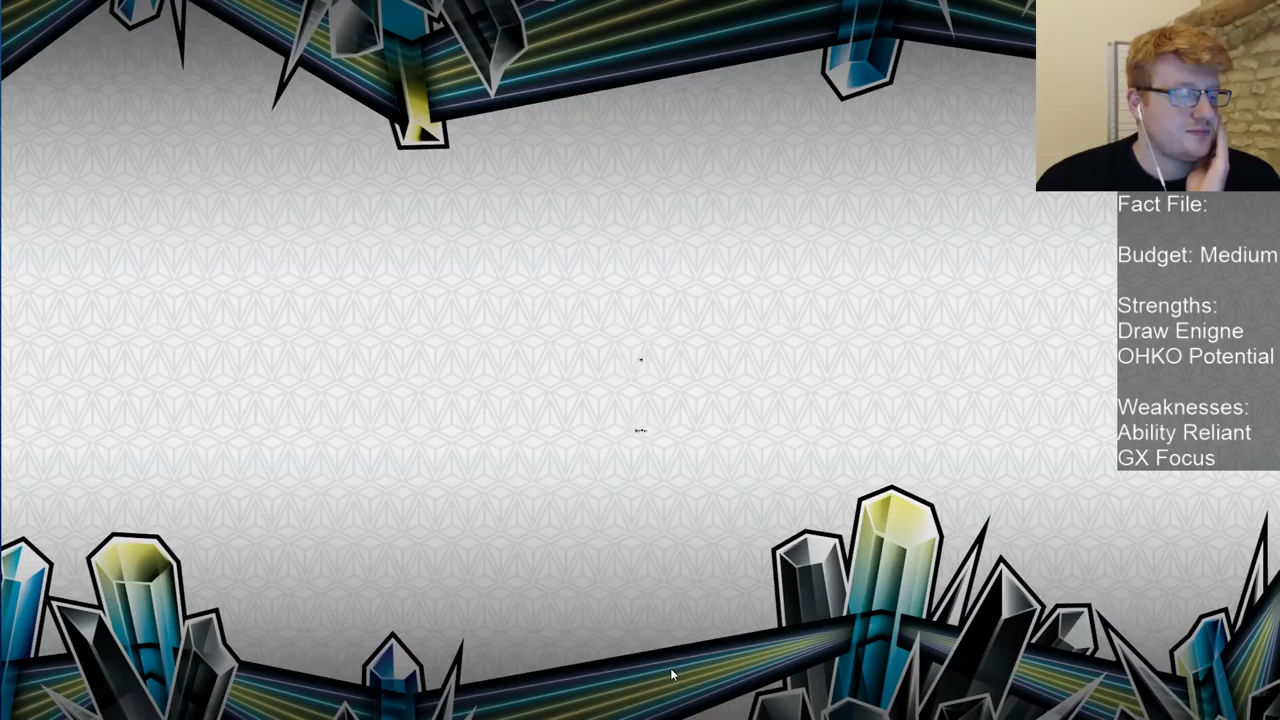 Fact File:
Budget: Medium
Strengths:
Draw Enigne
OHKO Potential
Weaknesses:
Ability Reliant
GX Focus